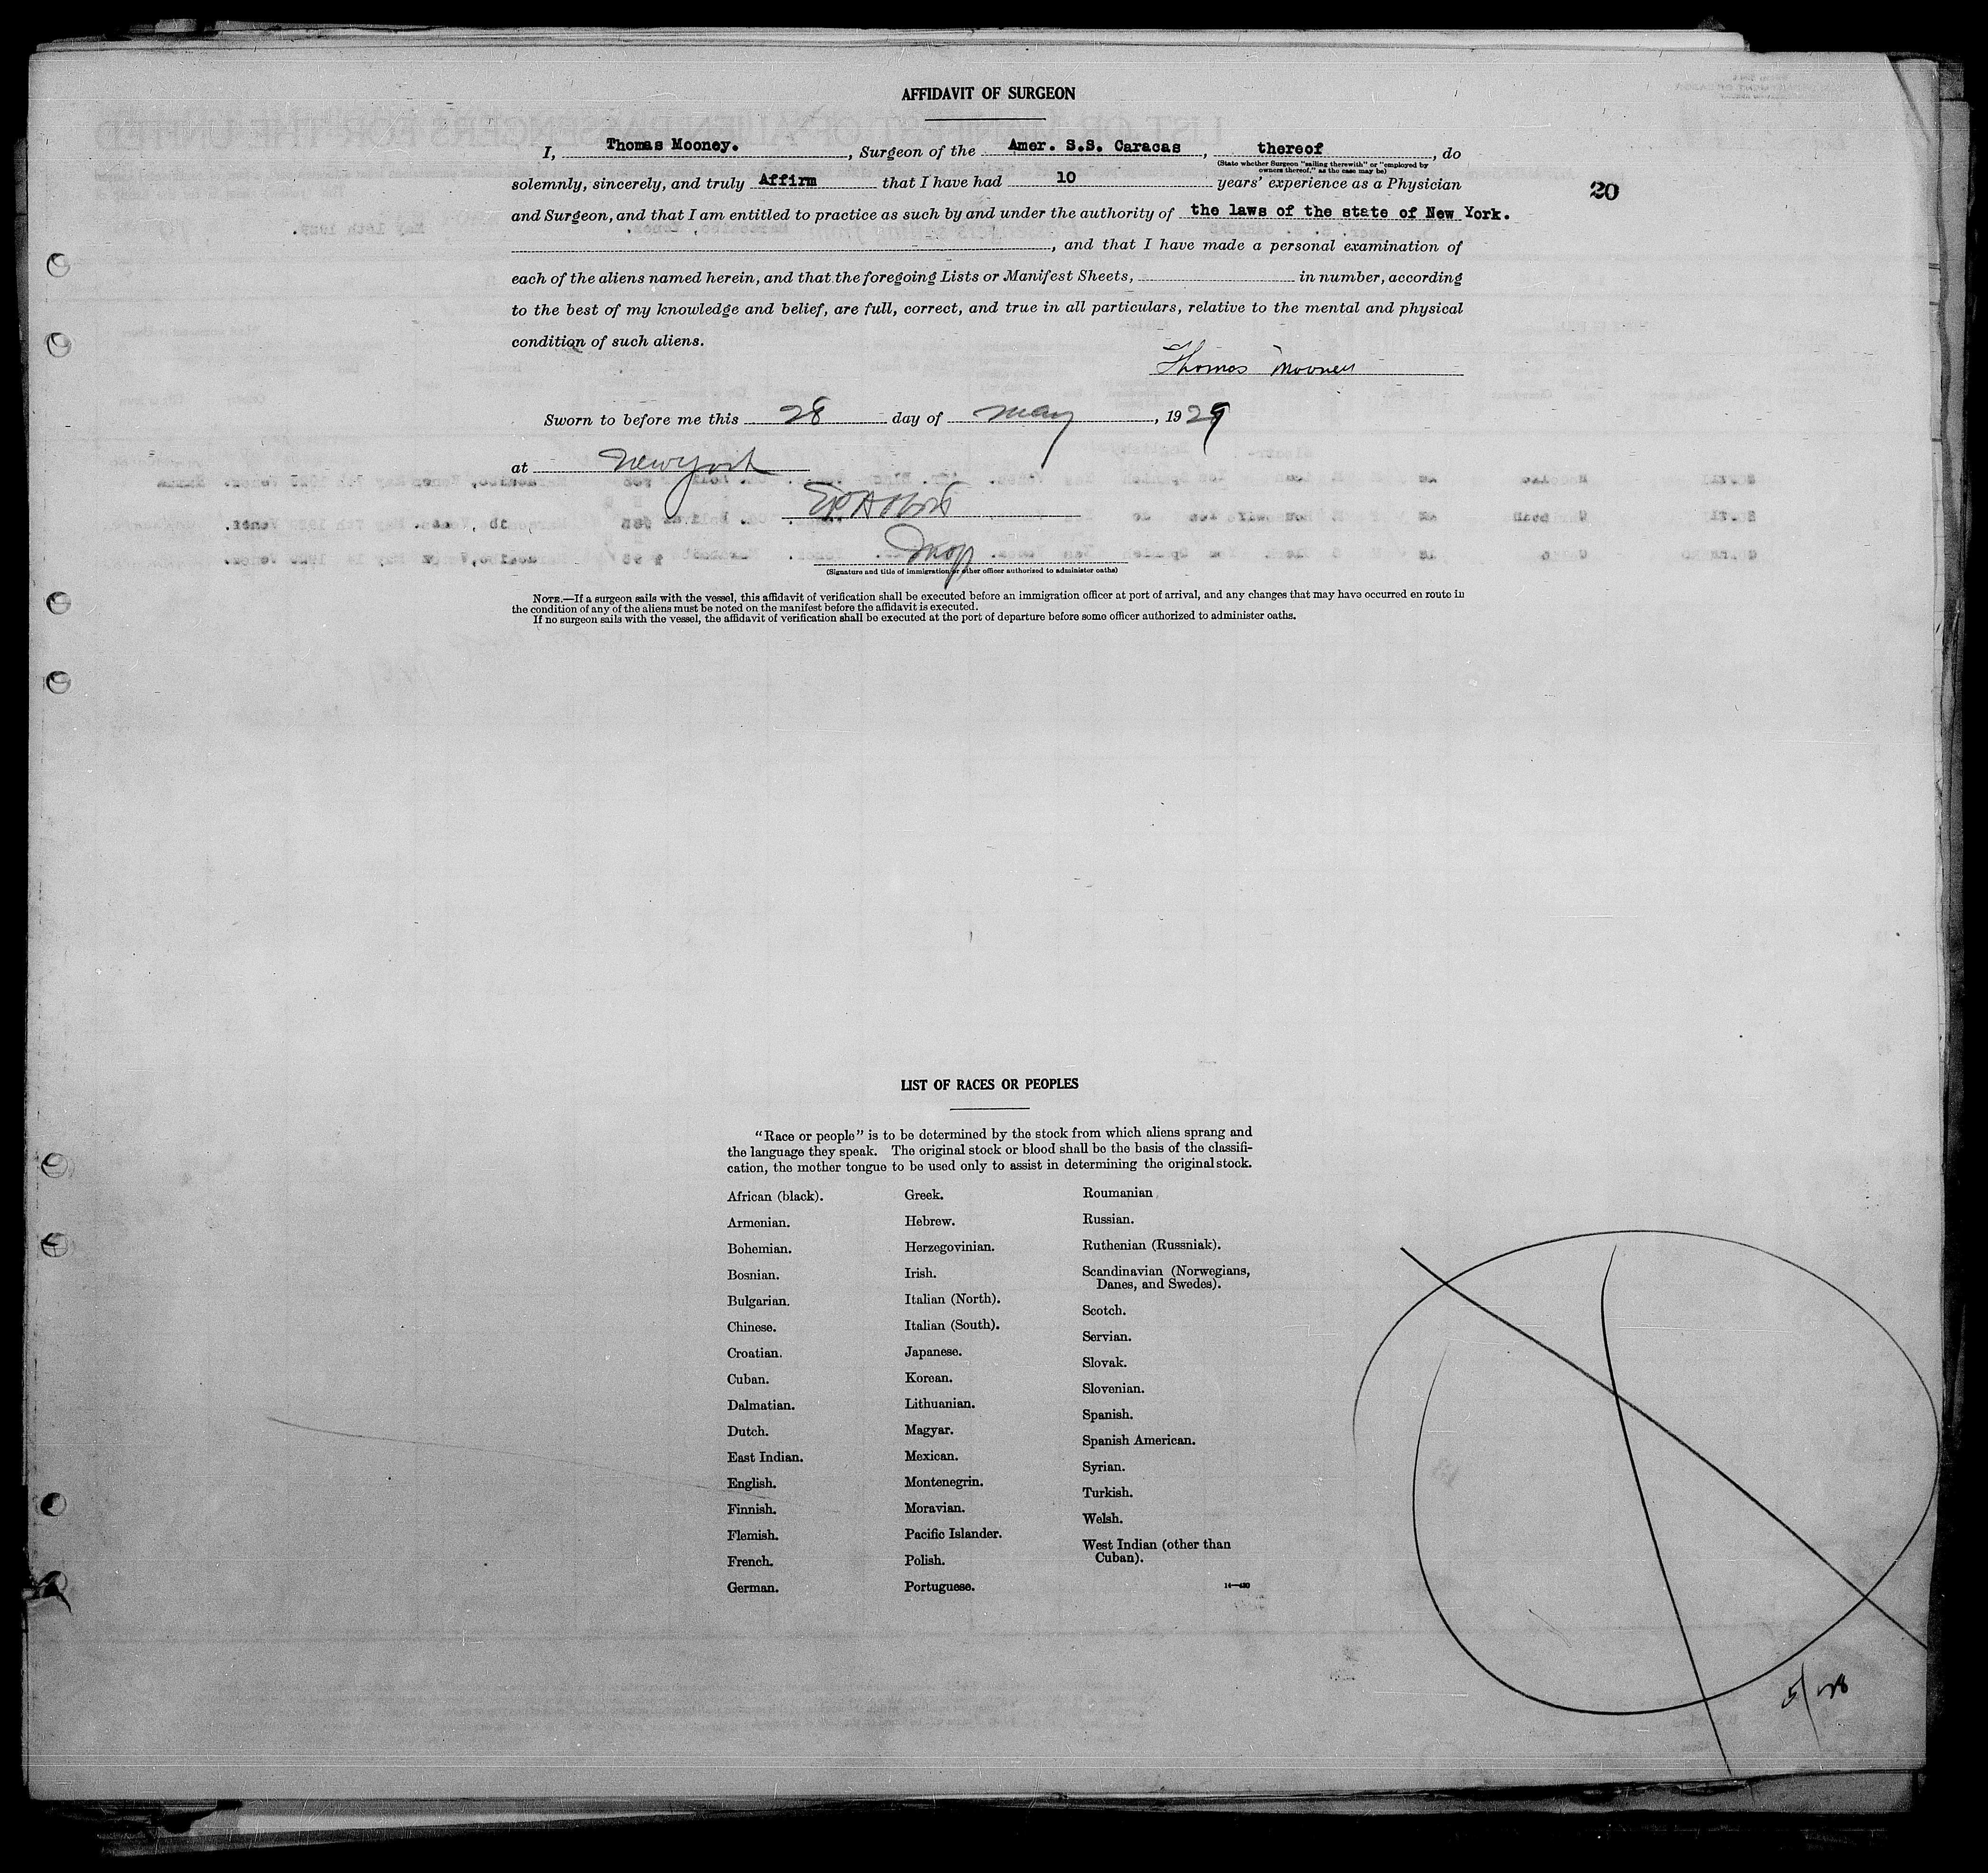 AFFIDAVIT OF SURGEON
I, Thomas Mooney. , Surgeon of the Amer. S.S. Caracas , thereof , do
(State whether Surgeon "sailing therewith" or "employed by
owners thereof," as the case may be)
solemnly, sincerely, and truly Affirm that I have had 10 years' experience as a Physician
20
and Surgeon, and that I am entitled to practice as such by and under the authority of the laws of the state of New York.
, and that I have made a personal examination of
each of the aliens named herein, and that the foregoing Lists or Manifest Sheets, in number, according
to the best of my knowledge and belief, are full, correct, and true in all particulars, relative to the mental and physical
condition of such aliens.
Thomas Mooney
Sworn to before me this 28 day of May , 1929
at New York
(Signature and title of immigration or other officer authorized to administer oaths)
NOTE.—If a surgeon sails with the vessel, this affidavit of verification shall be executed before an immigration officer at port of arrival, and any changes that may have occurred en route in
the condition of any of the aliens must be noted on the manifest before the affidavit is executed.
If no surgeon sails with the vessel, the affidavit of verification shall be executed at the port of departure before some officer authorized to administer oaths.
LIST OF RACES OR PEOPLES
"Race or people" is to be determined by the stock from which aliens sprang and
the language they speak. The original stock or blood shall be the basis of the classifi-
cation, the mother tongue to be used only to assist in determining the original stock.
African (black).
Armenian.
Bohemian.
Bosnian.
Bulgarian.
Chinese.
Croatian.
Cuban.
Dalmatian.
Dutch.
East Indian.
English.
Finnish.
Flemish.
French.
German.
Greek.
Hebrew.
Herzegovinian.
Irish.
Italian (North).
Italian (South).
Japanese.
Korean.
Lithuanian.
Magyar.
Mexican.
Montenegrin.
Moravian.
Pacific Islander.
Polish.
Portuguese.
Roumanian
Russian.
Ruthenian (Russniak).
Scandinavian (Norwegians,
Danes, and Swedes).
Scotch.
Servian.
Slovak.
Slovenian.
Spanish.
Spanish American.
Syrian.
Turkish.
Welsh.
West Indian (other than
Cuban).
5/28